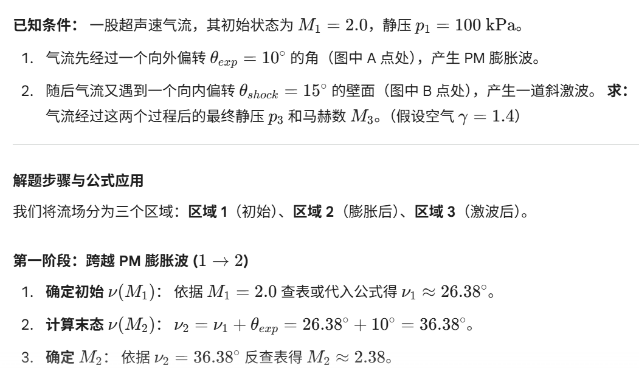 已知条件： 一股超声速气流，其初始状态为 M₁ = 2.0，静压 p₁ = 100 kPa。
1. 气流先经过一个向外偏转 θₑₓₚ = 10° 的角（图中 A 点处），产生 PM 膨胀波。
2. 随后气流又遇到一个向内偏转 θ_shock = 15° 的壁面（图中 B 点处），产生一道斜激波。 求：
气流经过这两个过程后的最终静压 p₃ 和马赫数 M₃。（假设空气 γ = 1.4）
解题步骤与公式应用
我们将流场分为三个区域：区域 1（初始）、区域 2（膨胀后）、区域 3（激波后）。
第一阶段：跨越 PM 膨胀波 (1 → 2)
1. 确定初始 ν(M₁)： 依据 M₁ = 2.0 查表或代入公式得 ν₁ ≈ 26.38°。
2. 计算末态 ν(M₂)： ν₂ = ν₁ + θₑₓₚ = 26.38° + 10° = 36.38°。
3. 确定 M₂： 依据 ν₂ = 36.38° 反查表得 M₂ ≈ 2.38。